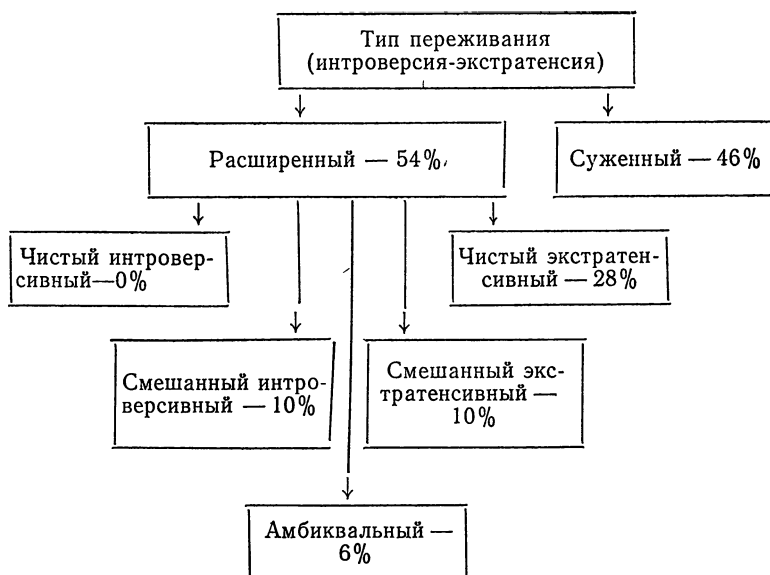 Тип переживания
(интроверсия-экстратенсия)
Расширенный — 54%
Суженный — 46%
Чистый интровер-
сивный—0%
Чистый экстратен-
сивный — 28%
Смешанный интро-
версивный — 10%
Смешанный экс-
тратенсивный —
10%
Амбиквальный —
6%